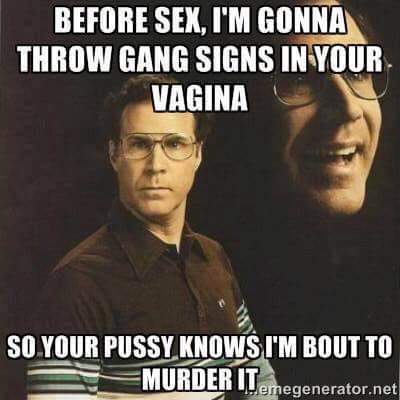 BEFORE SEX, I'M GONNA
THROW GANG SIGNS IN YOUR
VAGINA
SO YOUR PUSSY KNOWS I'M BOUT TO
MURDER IT
memegenerator.net